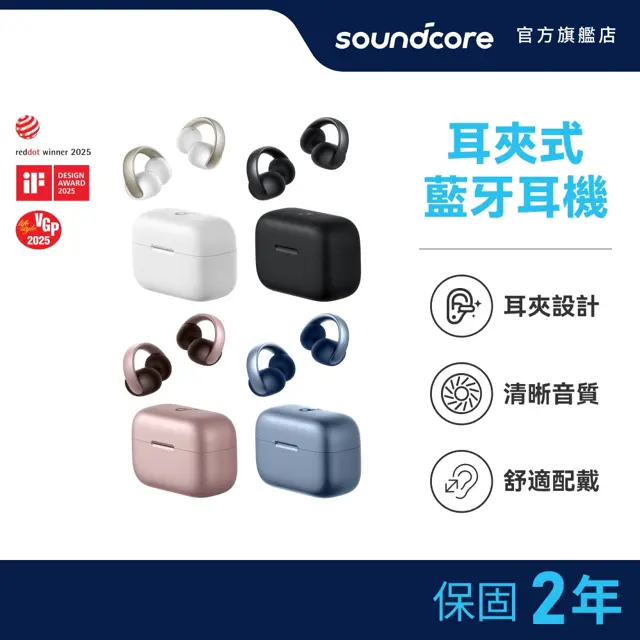 soundcore 官方旗艦店
reddot winner 2025
iF DESIGN AWARD 2025
life style VGP 2025
耳夾式
藍牙耳機
耳夾設計
清晰音質
舒適配戴
保固 2年